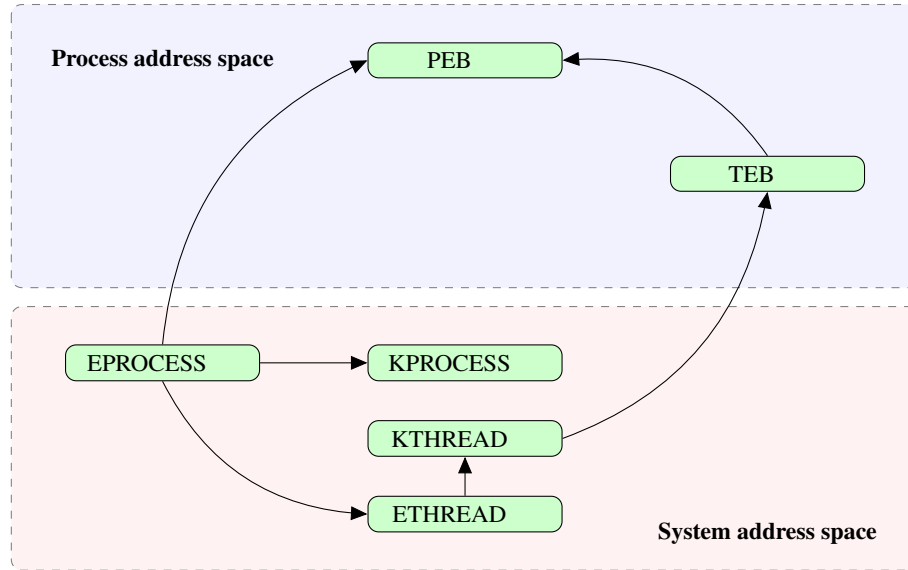 Process address space
PEB
TEB
EPROCESS
KPROCESS
KTHREAD
ETHREAD
System address space